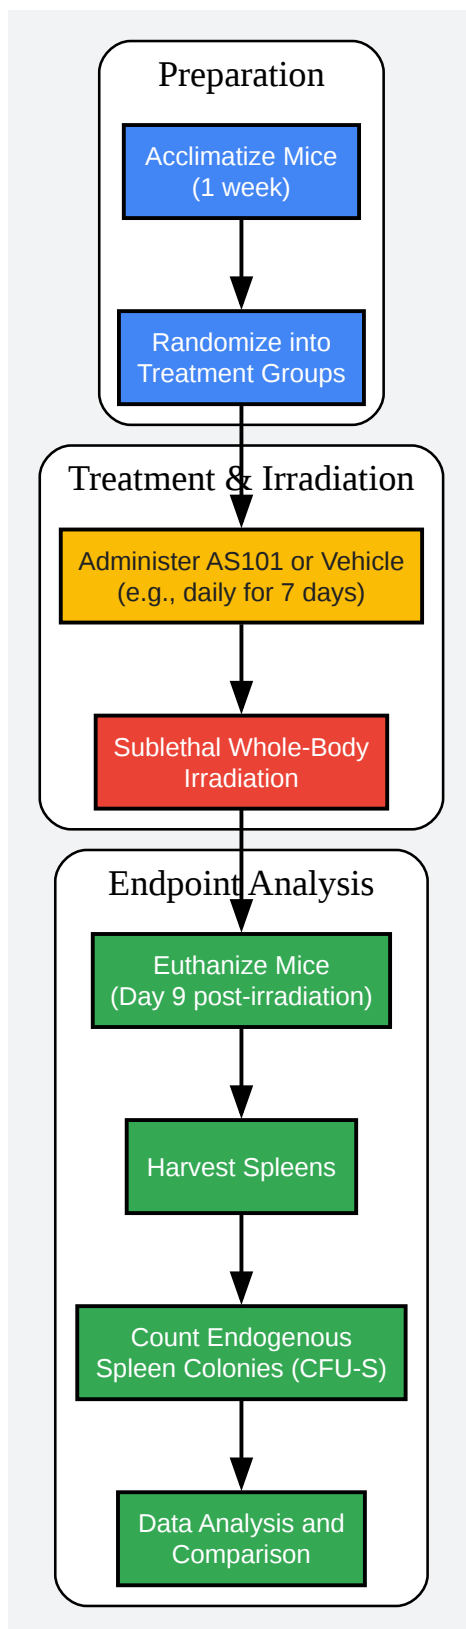 Preparation
Acclimatize Mice
(1 week)
Randomize into
Treatment Groups
Treatment & Irradiation
Administer AS101 or Vehicle
(e.g., daily for 7 days)
Sublethal Whole-Body
Irradiation
Endpoint Analysis
Euthanize Mice
(Day 9 post-irradiation)
Harvest Spleens
Count Endogenous
Spleen Colonies (CFU-S)
Data Analysis and
Comparison